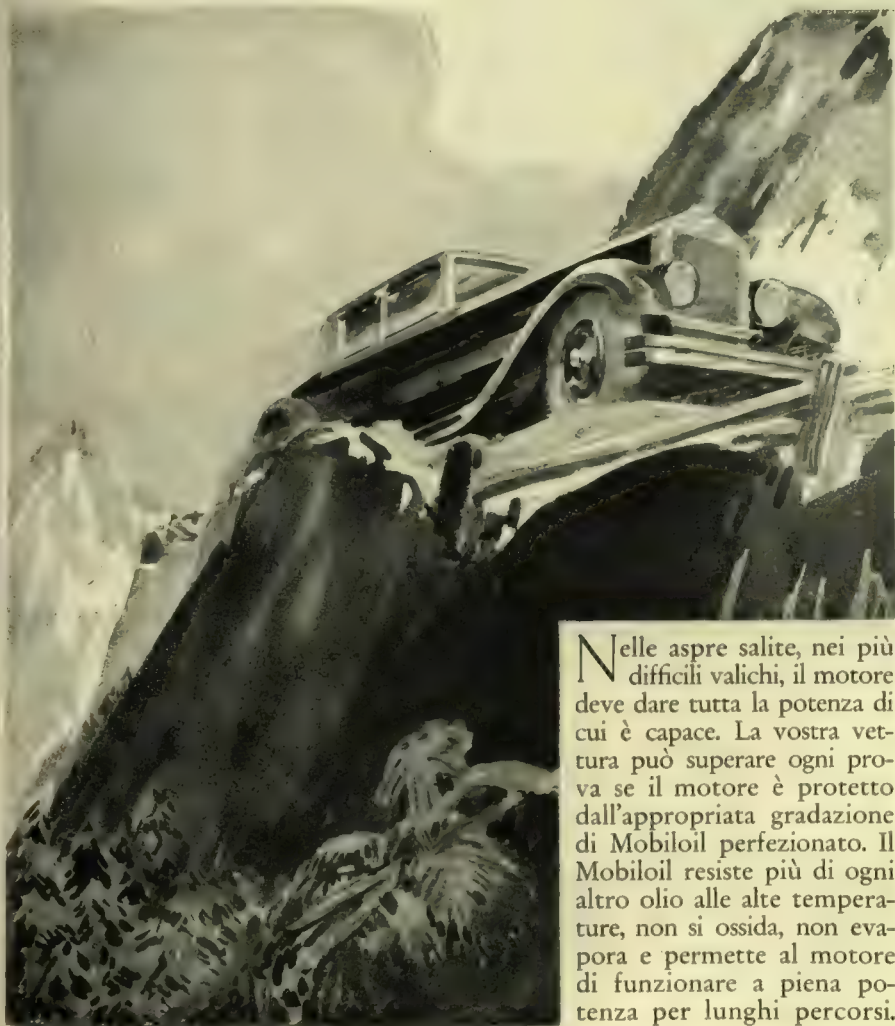 Nelle aspre salite, nei più
difficili valichi, il motore
deve dare tutta la potenza di
cui è capace. La vostra vet-
tura può superare ogni pro-
va se il motore è protetto
dall'appropriata gradazione
di Mobiloil perfezionato. Il
Mobiloil resiste più di ogni
altro olio alle alte tempera-
ture, non si ossida, non eva-
pora e permette al motore
di funzionare a piena po-
tenza per lunghi percorsi.